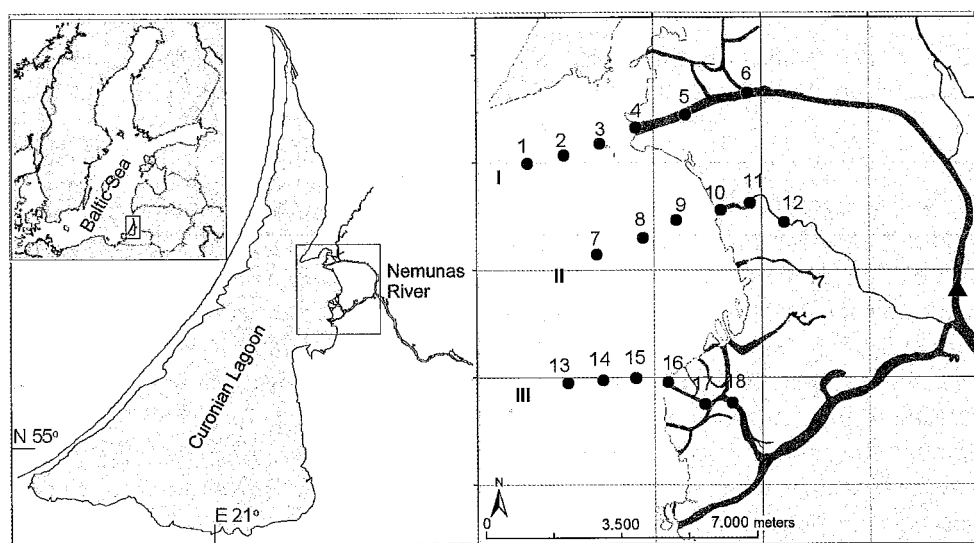 Baltic Sea
Nemunas
River
Curonian Lagoon
N 55°
E 21°
1
2
3
4
5
6
I
7
8
9
10
11
12
II
13
14
15
16
17
18
III
N
0
3.500
7.000 meters